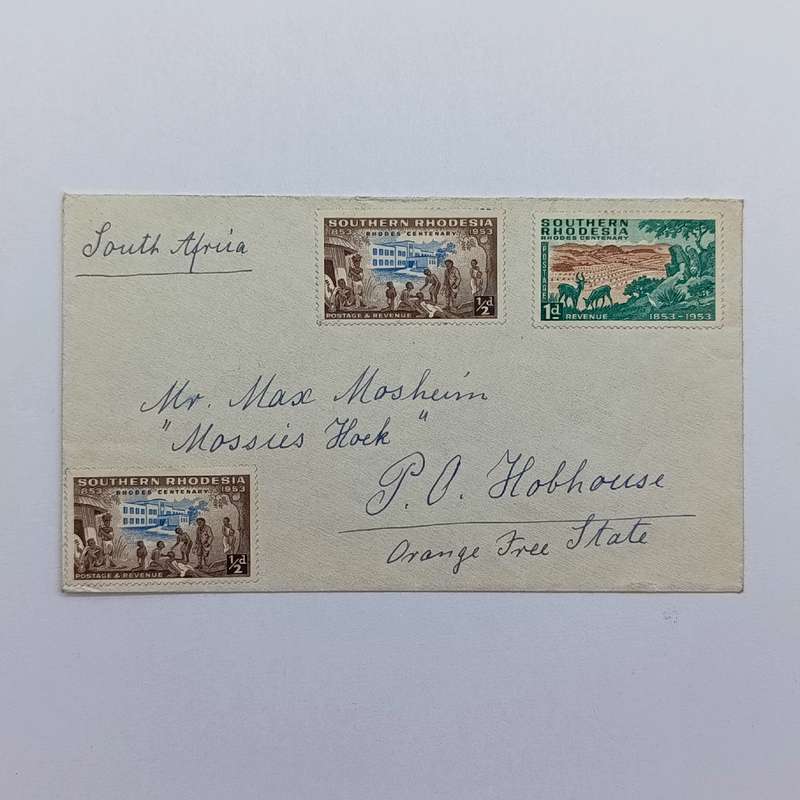 South Africa
SOUTHERN RHODESIA
1853 RHODES CENTENARY 1953
POSTAGE & REVENUE ½d
SOUTHERN
RHODESIA
RHODES CENTENARY
POSTAGE
1d REVENUE 1853-1953
Mr. Max Mosheim
"Mossies Hoek"
P.O. Hobhouse
Orange Free State
SOUTHERN RHODESIA
1853 RHODES CENTENARY 1953
POSTAGE & REVENUE ½d